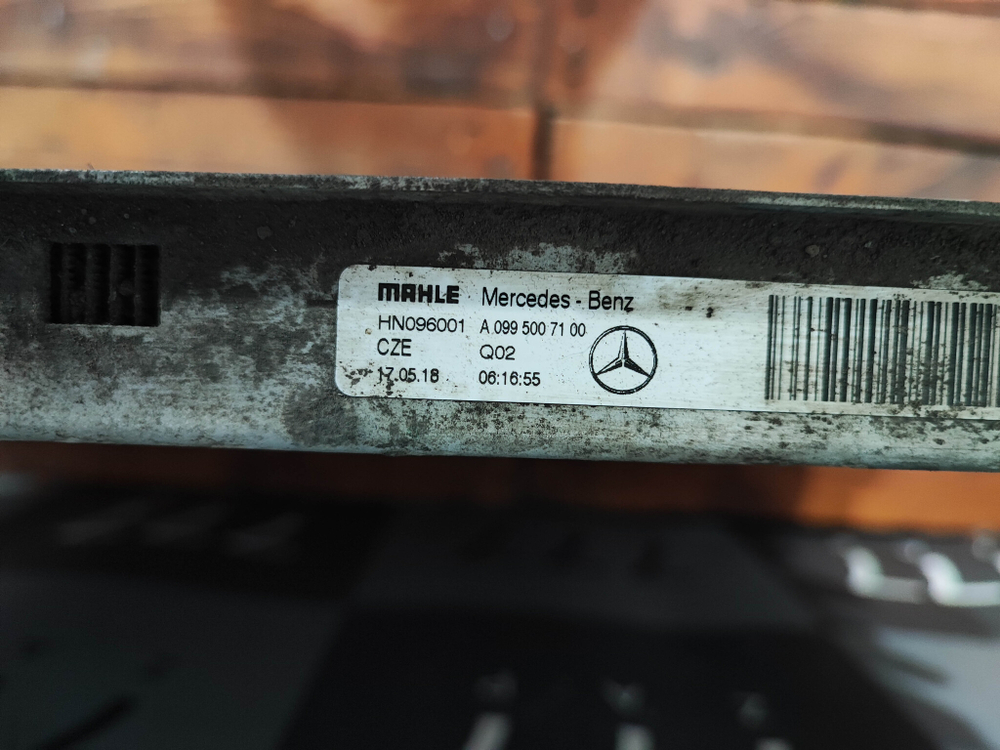 MAHLE Mercedes - Benz
HN096001 A 099 500 71 00
CZE Q02
17.05.18 06:16:55